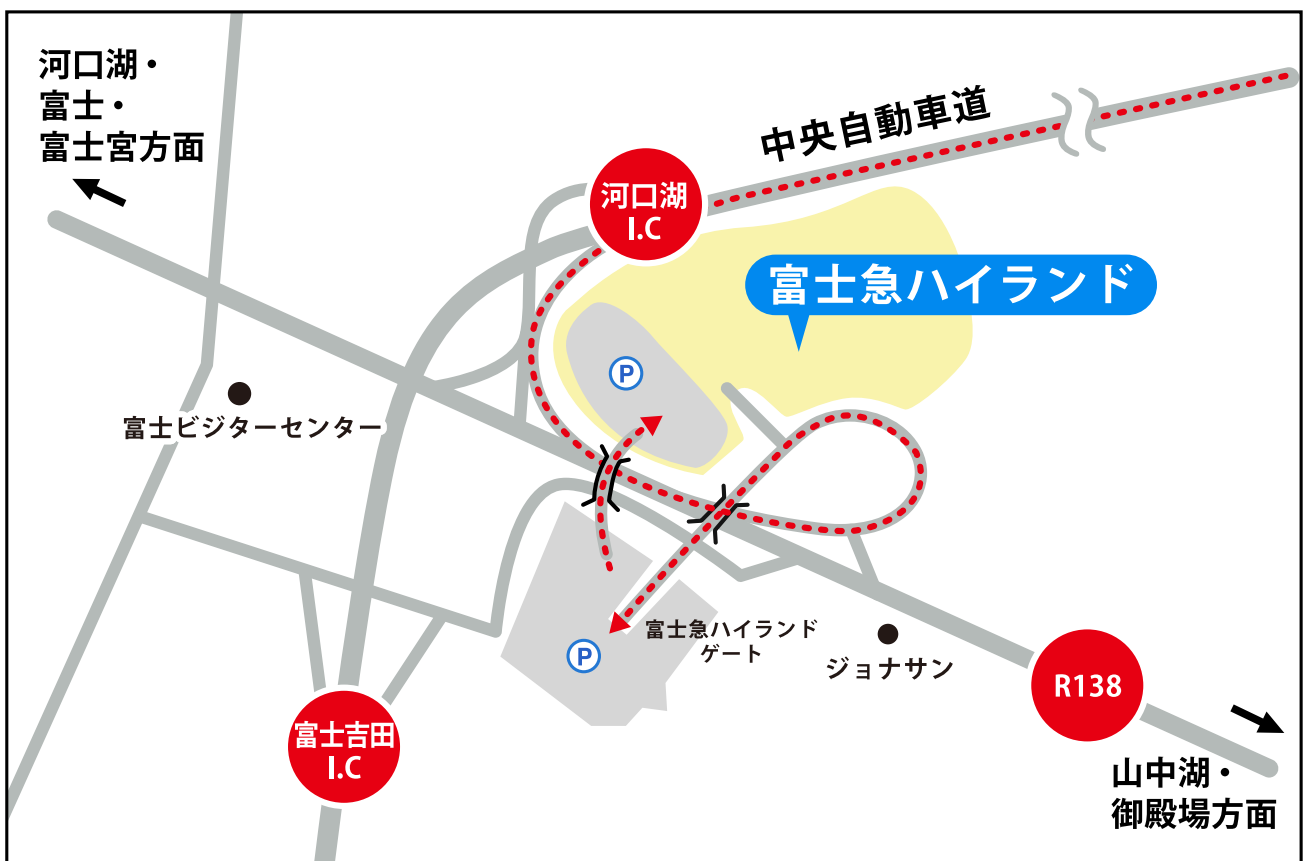 河口湖・
富士・
富士宮方面
中央自動車道
河口湖
I.C
富士急ハイランド
P
富士ビジターセンター
P
富士急ハイランド
ゲート
ジョナサン
R138
富士吉田
I.C
山中湖・
御殿場方面